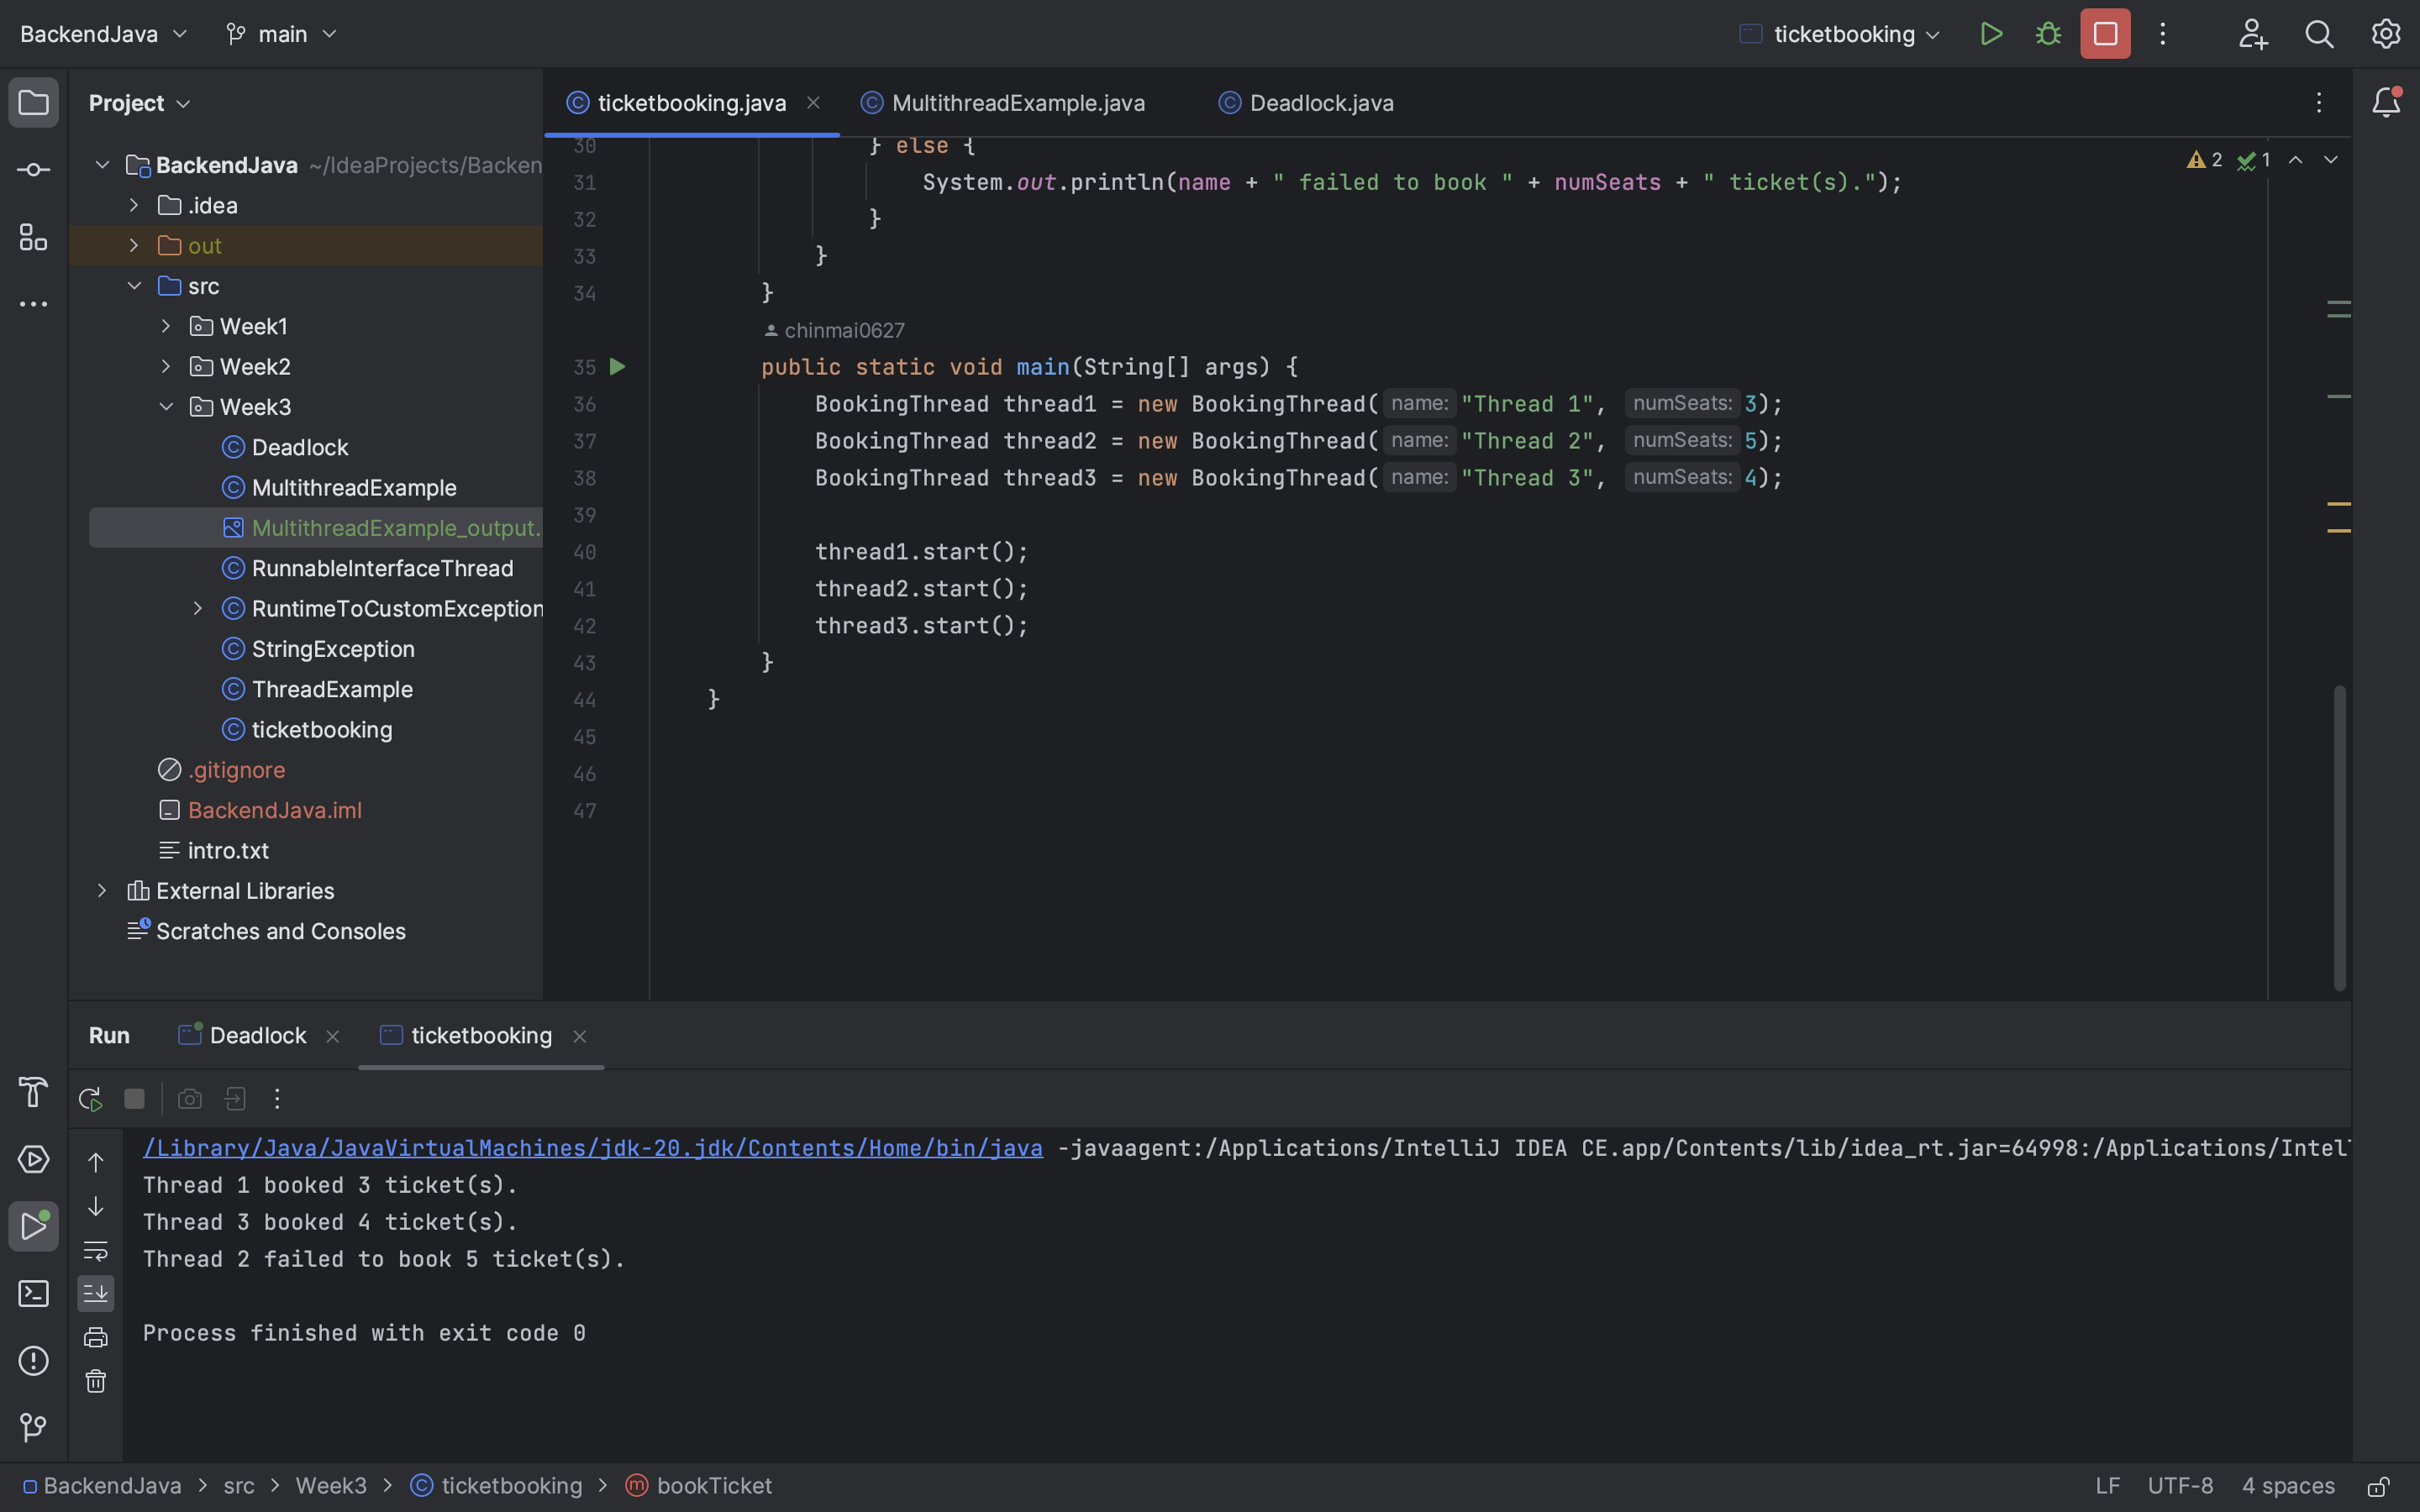 BackendJava main ticketbooking
Project
ticketbooking.java MultithreadExample.java Deadlock.java
BackendJava ~/IdeaProjects/Backen
.idea
out
src
Week1
Week2
Week3
Deadlock
MultithreadExample
MultithreadExample_output.
RunnableInterfaceThread
RuntimeToCustomException
StringException
ThreadExample
ticketbooking
.gitignore
BackendJava.iml
intro.txt
External Libraries
Scratches and Consoles
2 1
30 } else {
31 System.out.println(name + " failed to book " + numSeats + " ticket(s).");
32 }
33 }
34 }
chinmai0627
35 public static void main(String[] args) {
36 BookingThread thread1 = new BookingThread( name: "Thread 1", numSeats: 3);
37 BookingThread thread2 = new BookingThread( name: "Thread 2", numSeats: 5);
38 BookingThread thread3 = new BookingThread( name: "Thread 3", numSeats: 4);
39
40 thread1.start();
41 thread2.start();
42 thread3.start();
43 }
44 }
45
46
47
Run Deadlock ticketbooking
/Library/Java/JavaVirtualMachines/jdk-20.jdk/Contents/Home/bin/java -javaagent:/Applications/IntelliJ IDEA CE.app/Contents/lib/idea_rt.jar=64998:/Applications/Intel
Thread 1 booked 3 ticket(s).
Thread 3 booked 4 ticket(s).
Thread 2 failed to book 5 ticket(s).
Process finished with exit code 0
BackendJava > src > Week3 > ticketbooking > bookTicket LF UTF-8 4 spaces